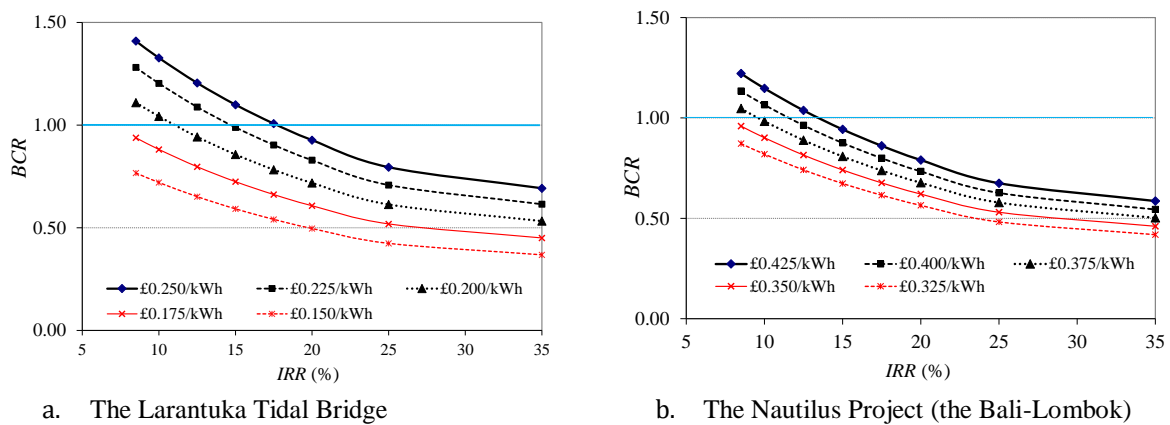 1.50
1.00
BCR
0.50
0.00
£0.250/kWh £0.225/kWh £0.200/kWh
£0.175/kWh £0.150/kWh
5 10 15 20 25 30 35
IRR (%)
a. The Larantuka Tidal Bridge
1.50
1.00
BCR
0.50
0.00
£0.425/kWh £0.400/kWh £0.375/kWh
£0.350/kWh £0.325/kWh
5 10 15 20 25 30 35
IRR (%)
b. The Nautilus Project (the Bali-Lombok)